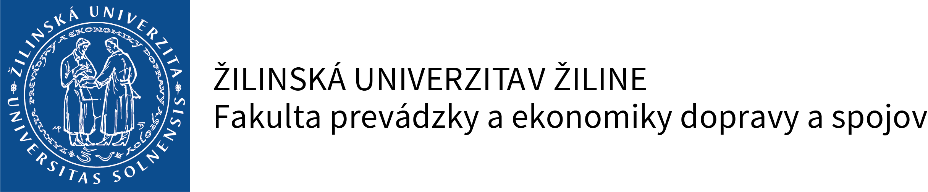 ŽILINSKÁ UNIVERZITA
UNIVERSITAS SOLNENSIS
ŽILINSKÁ UNIVERZITAV ŽILINE
Fakulta prevádzky a ekonomiky dopravy a spojov